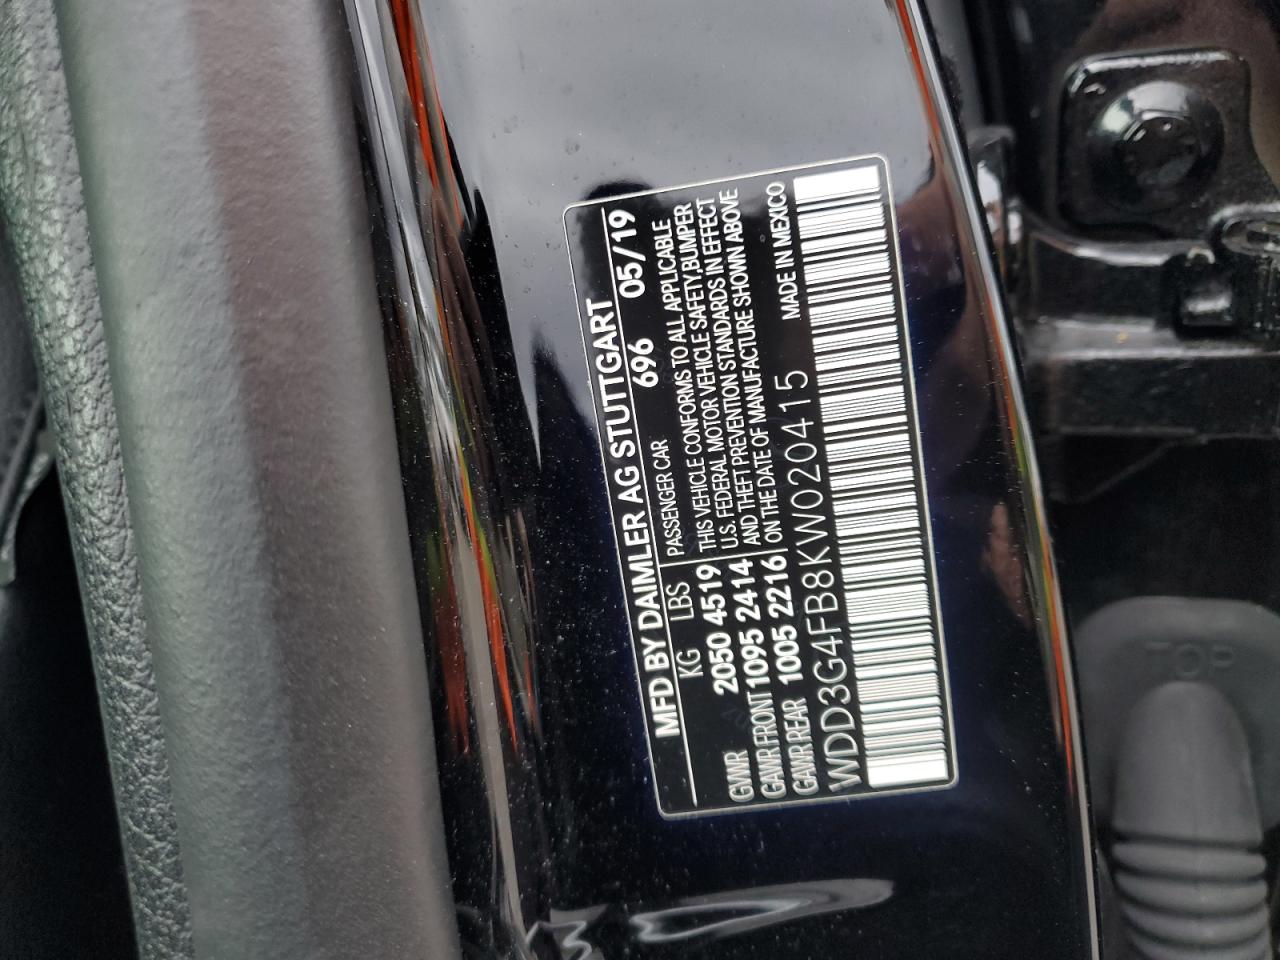 MFD BY DAIMLER AG STUTTGART
KG LBS PASSENGER CAR 696 05/19
GVWR 2050 4519 THIS VEHICLE CONFORMS TO ALL APPLICABLE
U.S. FEDERAL MOTOR VEHICLE SAFETY, BUMPER
GAWR FRONT 1095 2414 AND THEFT PREVENTION STANDARDS IN EFFECT
GAWR REAR 1005 2216 ON THE DATE OF MANUFACTURE SHOWN ABOVE
MADE IN MEXICO
WDD3G4FB8KW020415
TOP